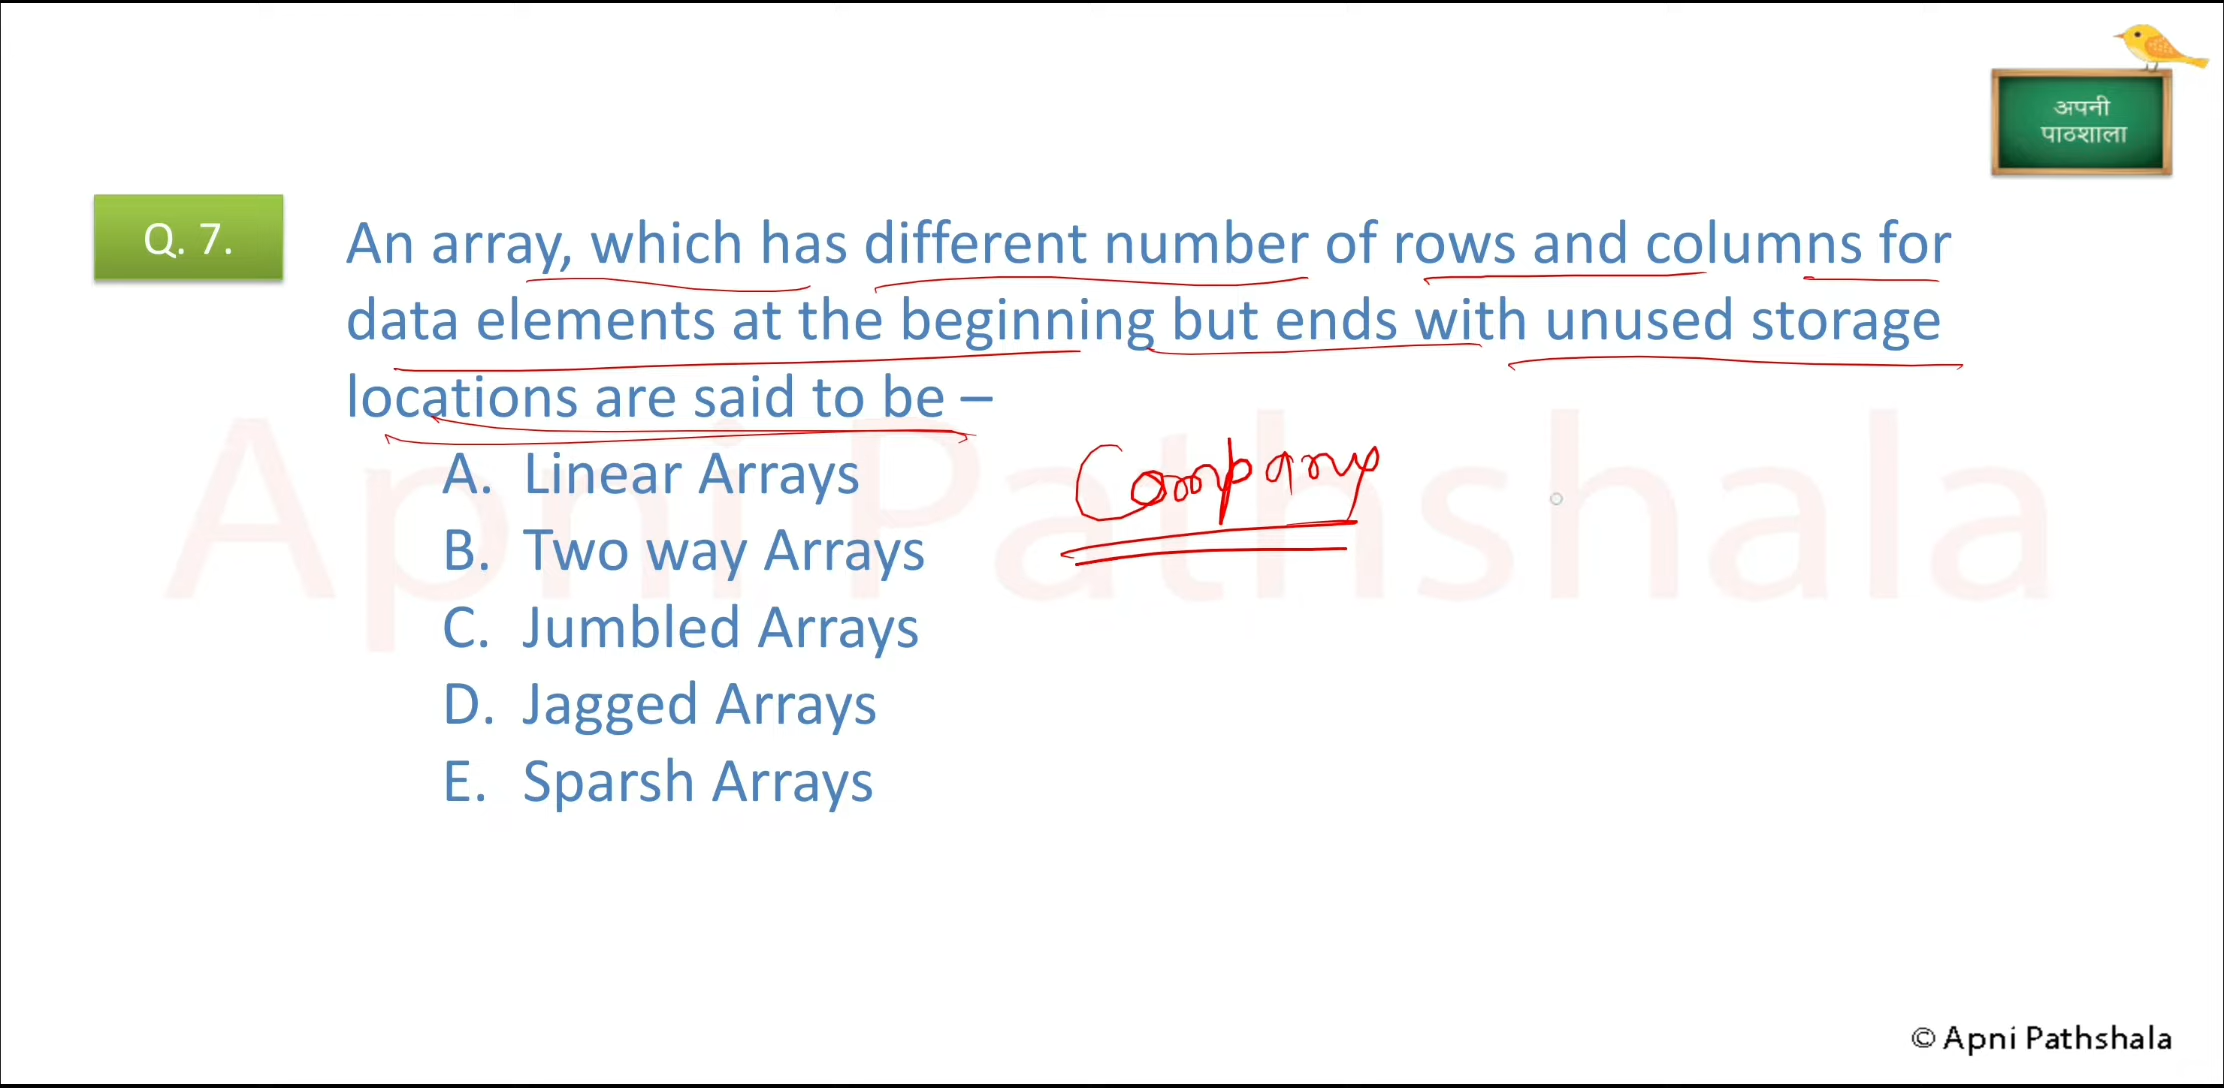 अपनी
पाठशाला
Q. 7.
An array, which has different number of rows and columns for
data elements at the beginning but ends with unused storage
locations are said to be –
A. Linear Arrays
Company
B. Two way Arrays
C. Jumbled Arrays
D. Jagged Arrays
E. Sparsh Arrays
Apni Pathshala
© Apni Pathshala